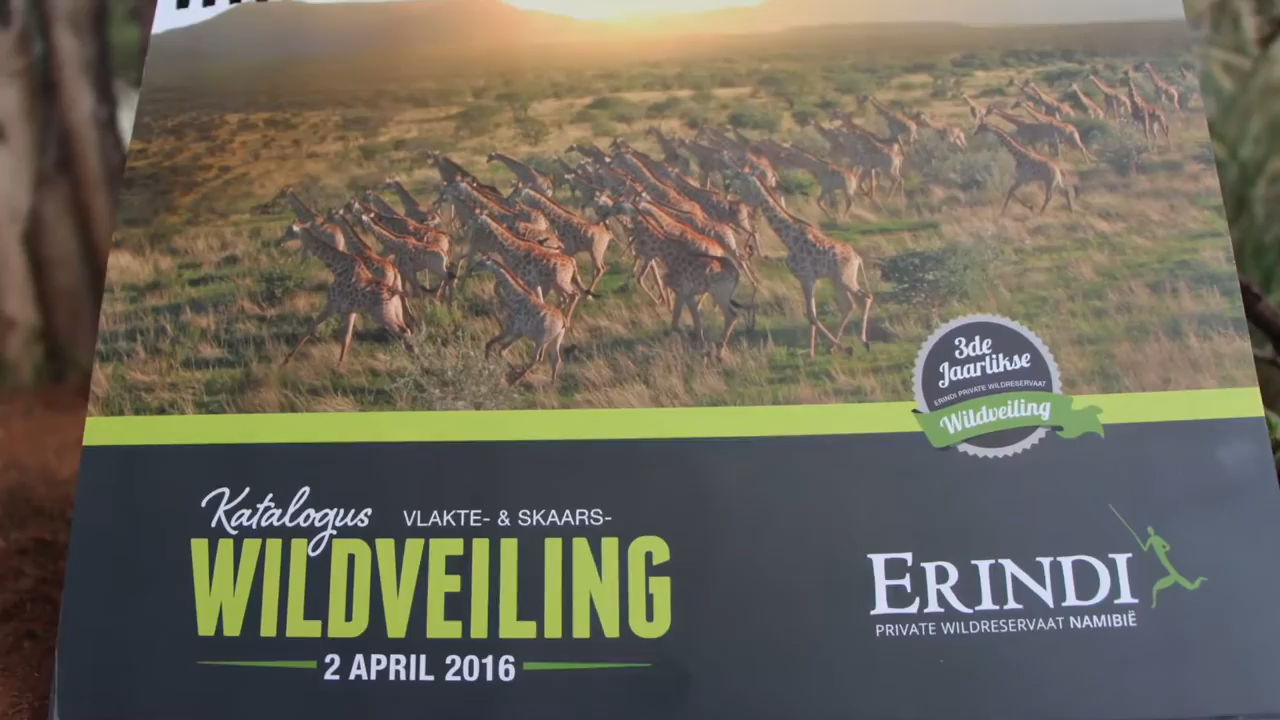 3de
Jaarlikse
ERINDI PRIVATE WILDRESERVAAT
Wildveiling
Katalogus VLAKTE- & SKAARS-
WILDVEILING
2 APRIL 2016
ERINDI
PRIVATE WILDRESERVAAT NAMIBIË